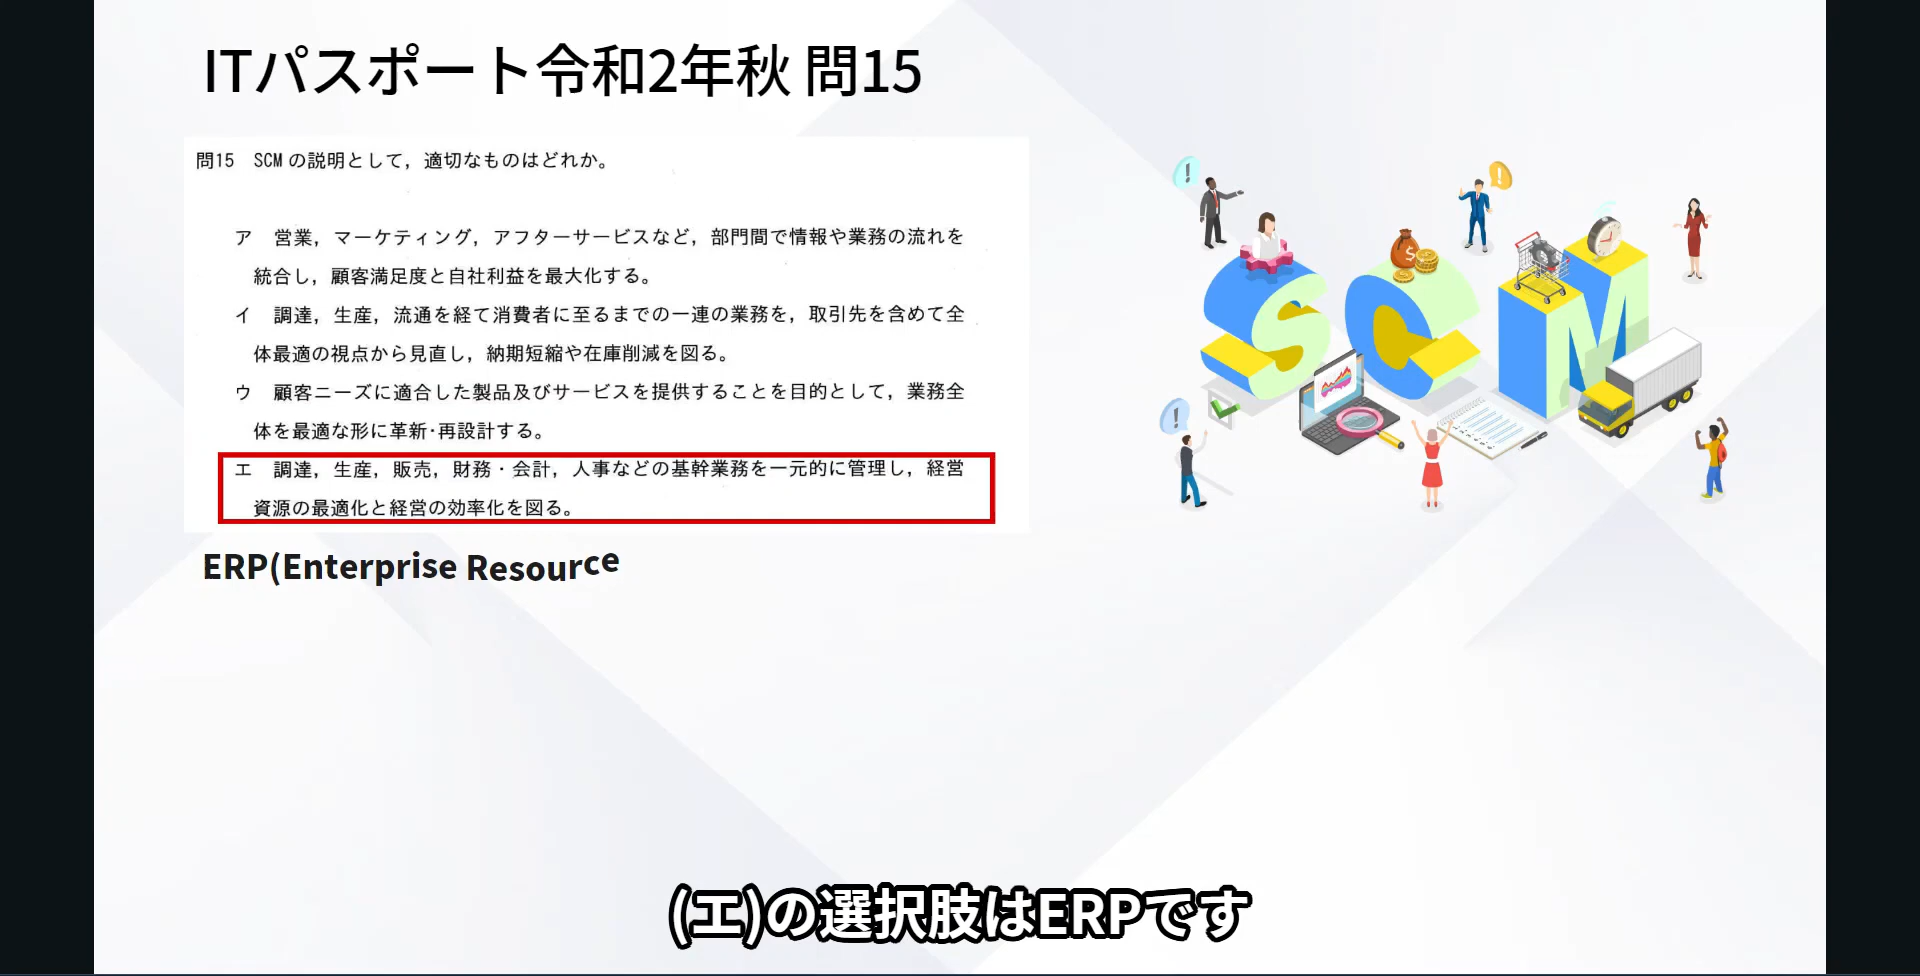 ITパスポート令和2年秋 問15
問15 SCMの説明として，適切なものはどれか。
ア 営業，マーケティング，アフターサービスなど，部門間で情報や業務の流れを
統合し，顧客満足度と自社利益を最大化する。
イ 調達，生産，流通を経て消費者に至るまでの一連の業務を，取引先を含めて全
体最適の視点から見直し，納期短縮や在庫削減を図る。
ウ 顧客ニーズに適合した製品及びサービスを提供することを目的として，業務全
体を最適な形に革新・再設計する。
エ 調達，生産，販売，財務・会計，人事などの基幹業務を一元的に管理し，経営
資源の最適化と経営の効率化を図る。
ERP(Enterprise Resource
SCM
(エ)の選択肢はERPです